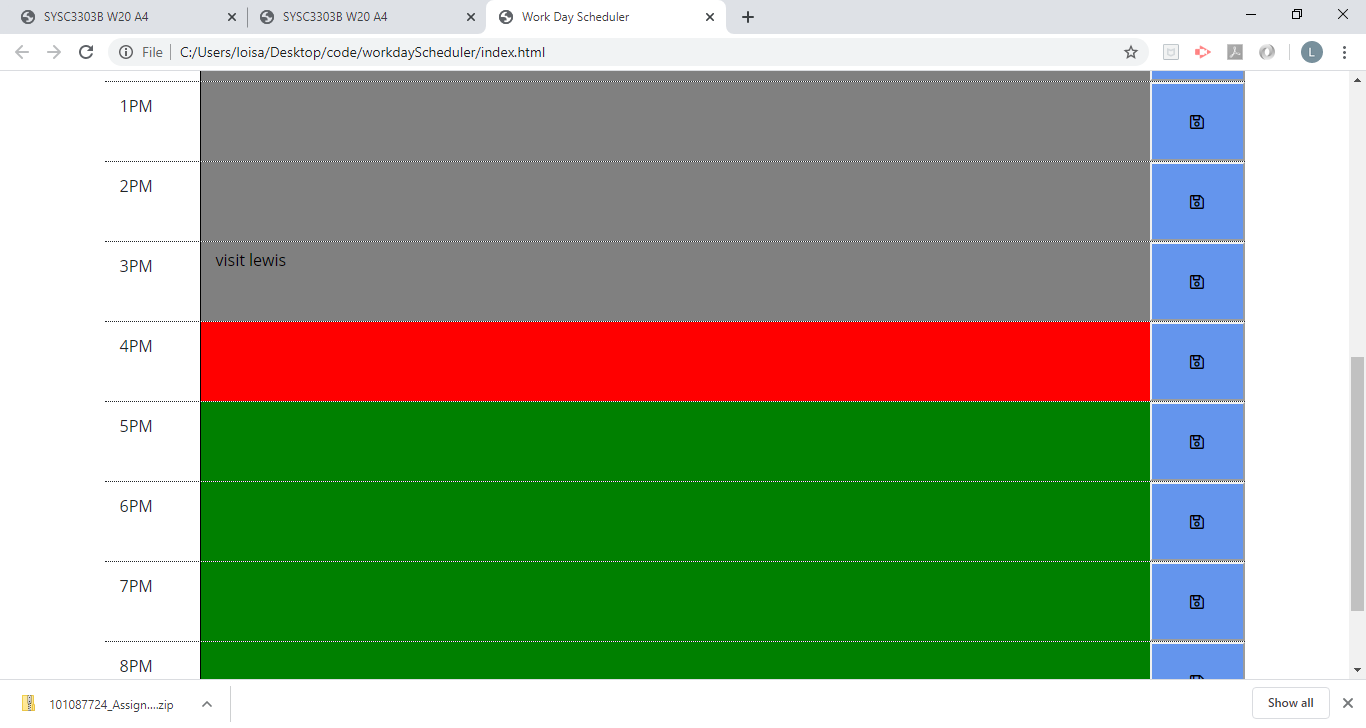 SYSC3303B W20 A4
SYSC3303B W20 A4
Work Day Scheduler
File
C:/Users/loisa/Desktop/code/workdayScheduler/index.html
L
1PM
2PM
3PM
visit lewis
4PM
5PM
6PM
7PM
8PM
101087724_Assign....zip
Show all